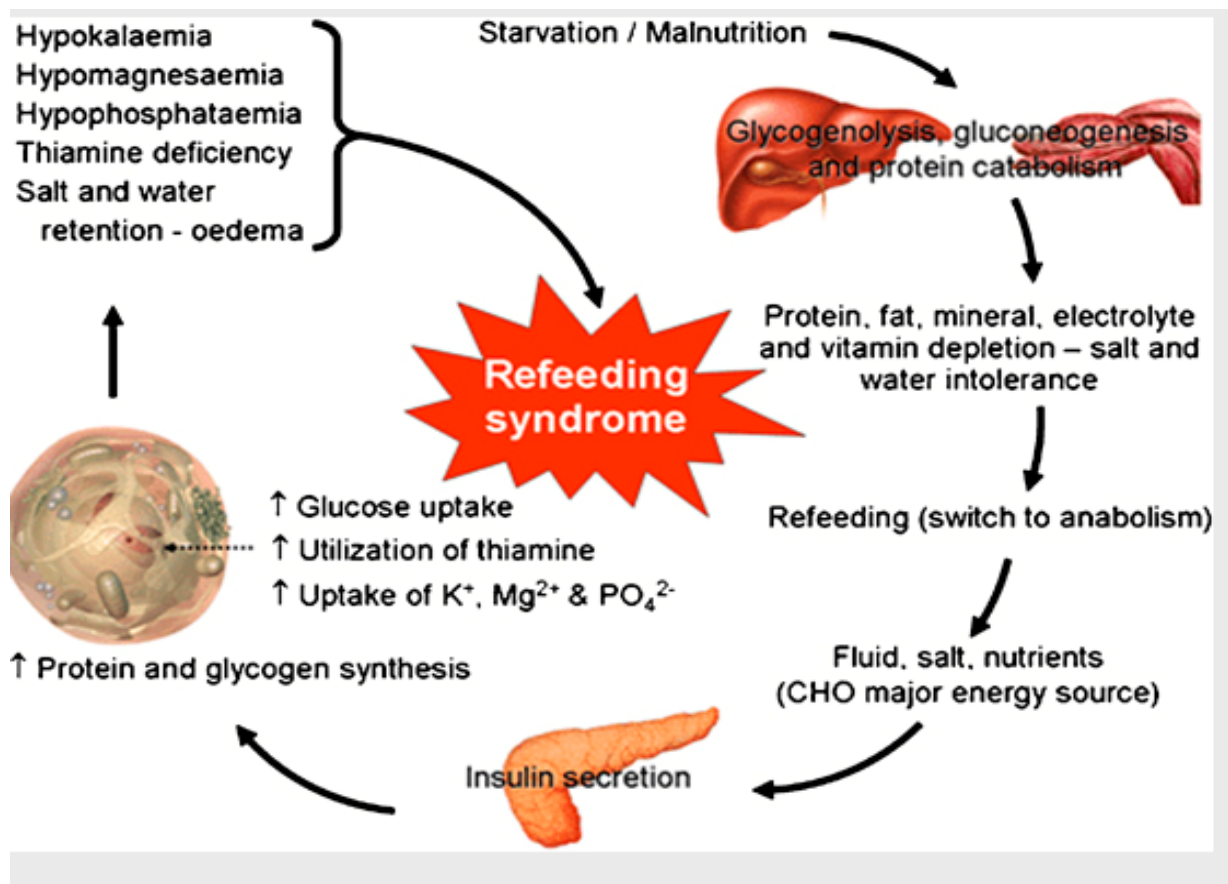 Hypokalaemia
Hypomagnesaemia
Hypophosphataemia
Thiamine deficiency
Salt and water
retention - oedema
Starvation / Malnutrition
Glycogenolysis, gluconeogenesis
and protein catabolism
Protein, fat, mineral, electrolyte
and vitamin depletion – salt and
water intolerance
Refeeding (switch to anabolism)
Fluid, salt, nutrients
(CHO major energy source)
Insulin secretion
↑ Protein and glycogen synthesis
↑ Glucose uptake
↑ Utilization of thiamine
↑ Uptake of K⁺, Mg²⁺ & PO₄²⁻
Refeeding
syndrome